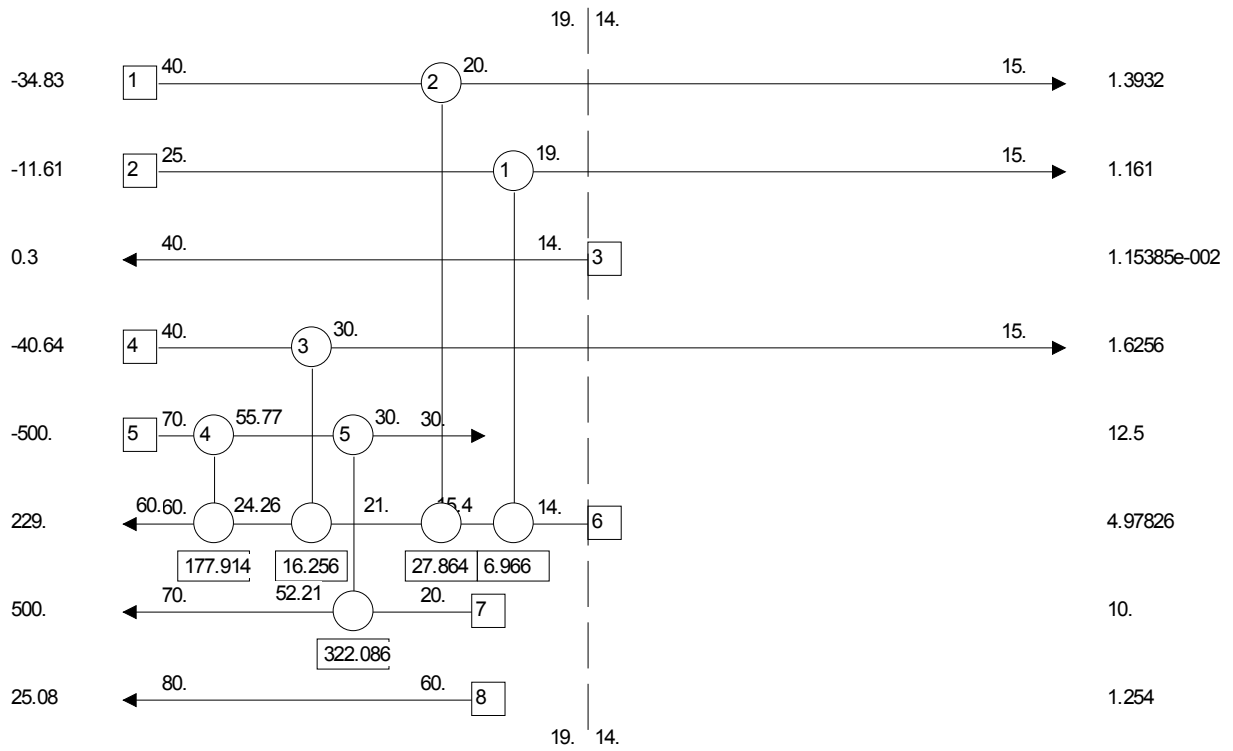 19. 14.
-34.83 1 40. 2 20. 15. 1.3932
-11.61 2 25. 1 19. 15. 1.161
0.3 40. 14. 3 1.15385e-002
-40.64 4 40. 3 30. 15. 1.6256
-500. 5 70. 4 55.77 5 30. 30. 12.5
229. 60. 60. 24.26 21. 15.4 14. 6 4.97826
177.914 16.256 27.864 6.966
500. 70. 52.21 20. 7 10.
322.086
25.08 80. 60. 8 1.254
19. 14.